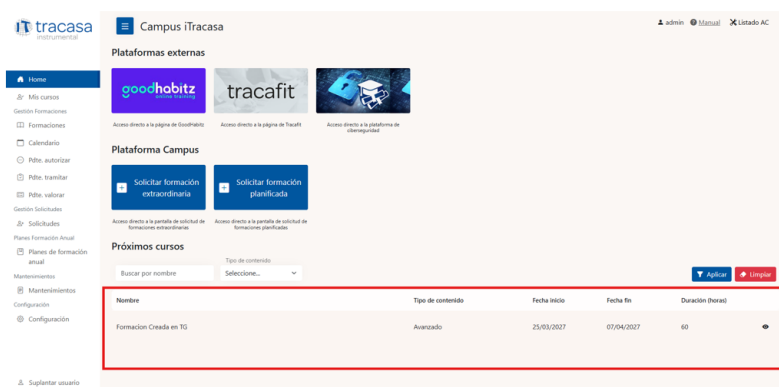 tracasa
instrumental
Campus iTracasa
admin
Manual
Listado AC
Home
Mis cursos
Gestión Formaciones
Formaciones
Calendario
Pdte. autorizar
Pdte. tramitar
Pdte. valorar
Gestión Solicitudes
Solicitudes
Planes Formación Anual
Planes de formación
anual
Mantenimientos
Mantenimientos
Configuración
Configuración
Suplantar usuario
Plataformas externas
goodhabitz
online training
tracafit
Acceso directo a la página de GoodHabitz
Acceso directo a la página de Tracafit
Acceso directo a la plataforma de
ciberseguridad
Plataforma Campus
Solicitar formación
extraordinaria
Solicitar formación
planificada
Acceso directo a la pantalla de solicitud de
formaciones extraordinarias
Acceso directo a la pantalla de solicitud de
formaciones planificadas
Próximos cursos
Buscar por nombre
Tipo de contenido
Seleccione...
Aplicar
Limpiar
Nombre Tipo de contenido Fecha inicio Fecha fin Duración (horas)
Formacion Creada en TG Avanzado 25/03/2027 07/04/2027 60